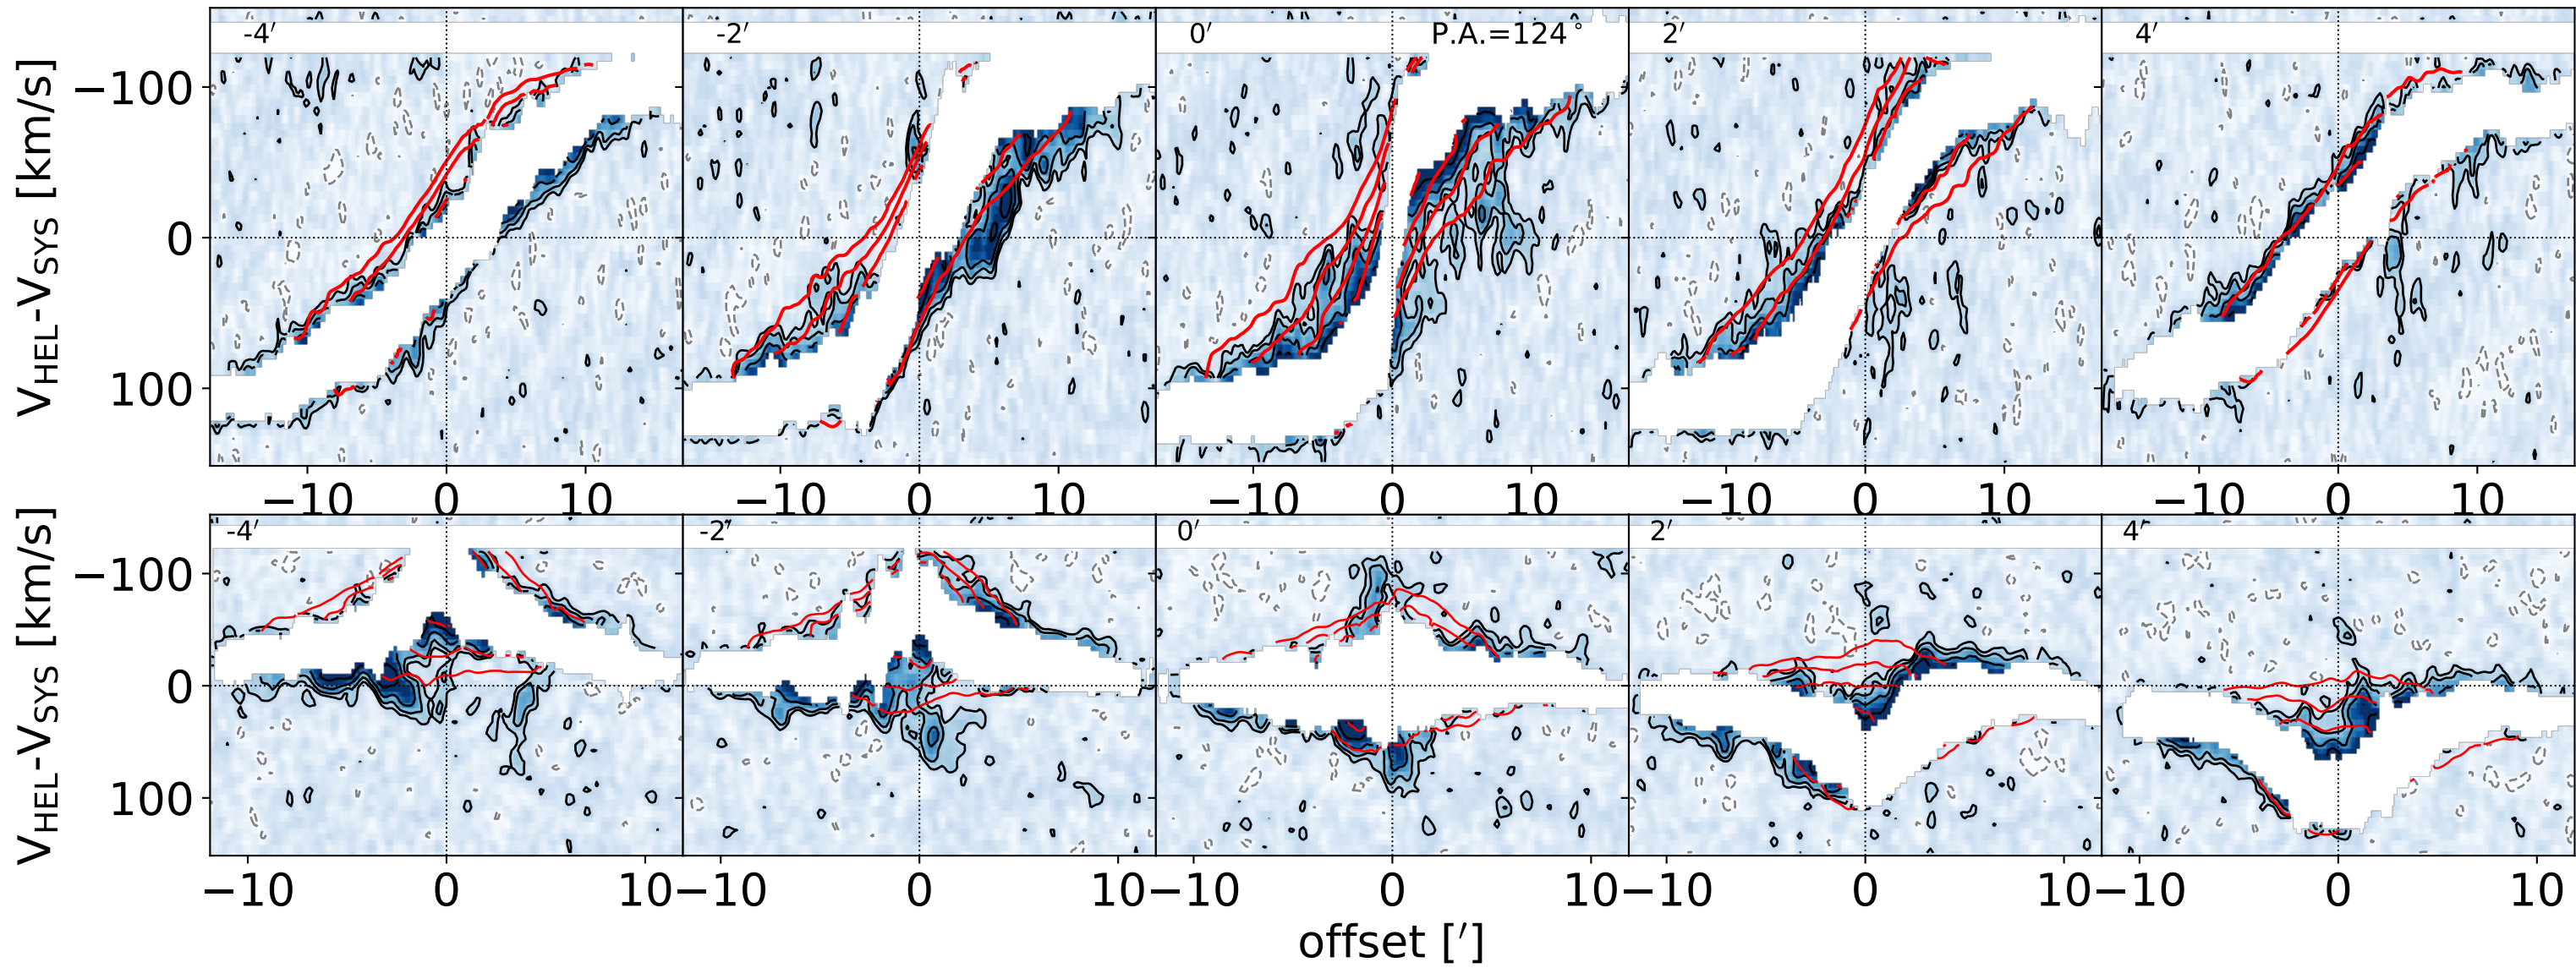 -4′ -2′ 0′ P.A.=124° 2′ 4′
V_HEL-V_SYS [km/s]
−100
0
100
−10 0 10 −10 0 10 −10 0 10 −10 0 10 −10 0 10
-4′ -2′ 0′ 2′ 4′
V_HEL-V_SYS [km/s]
−100
0
100
−10 0 10 −10 0 10 −10 0 10 −10 0 10 −10 0 10
offset [′]